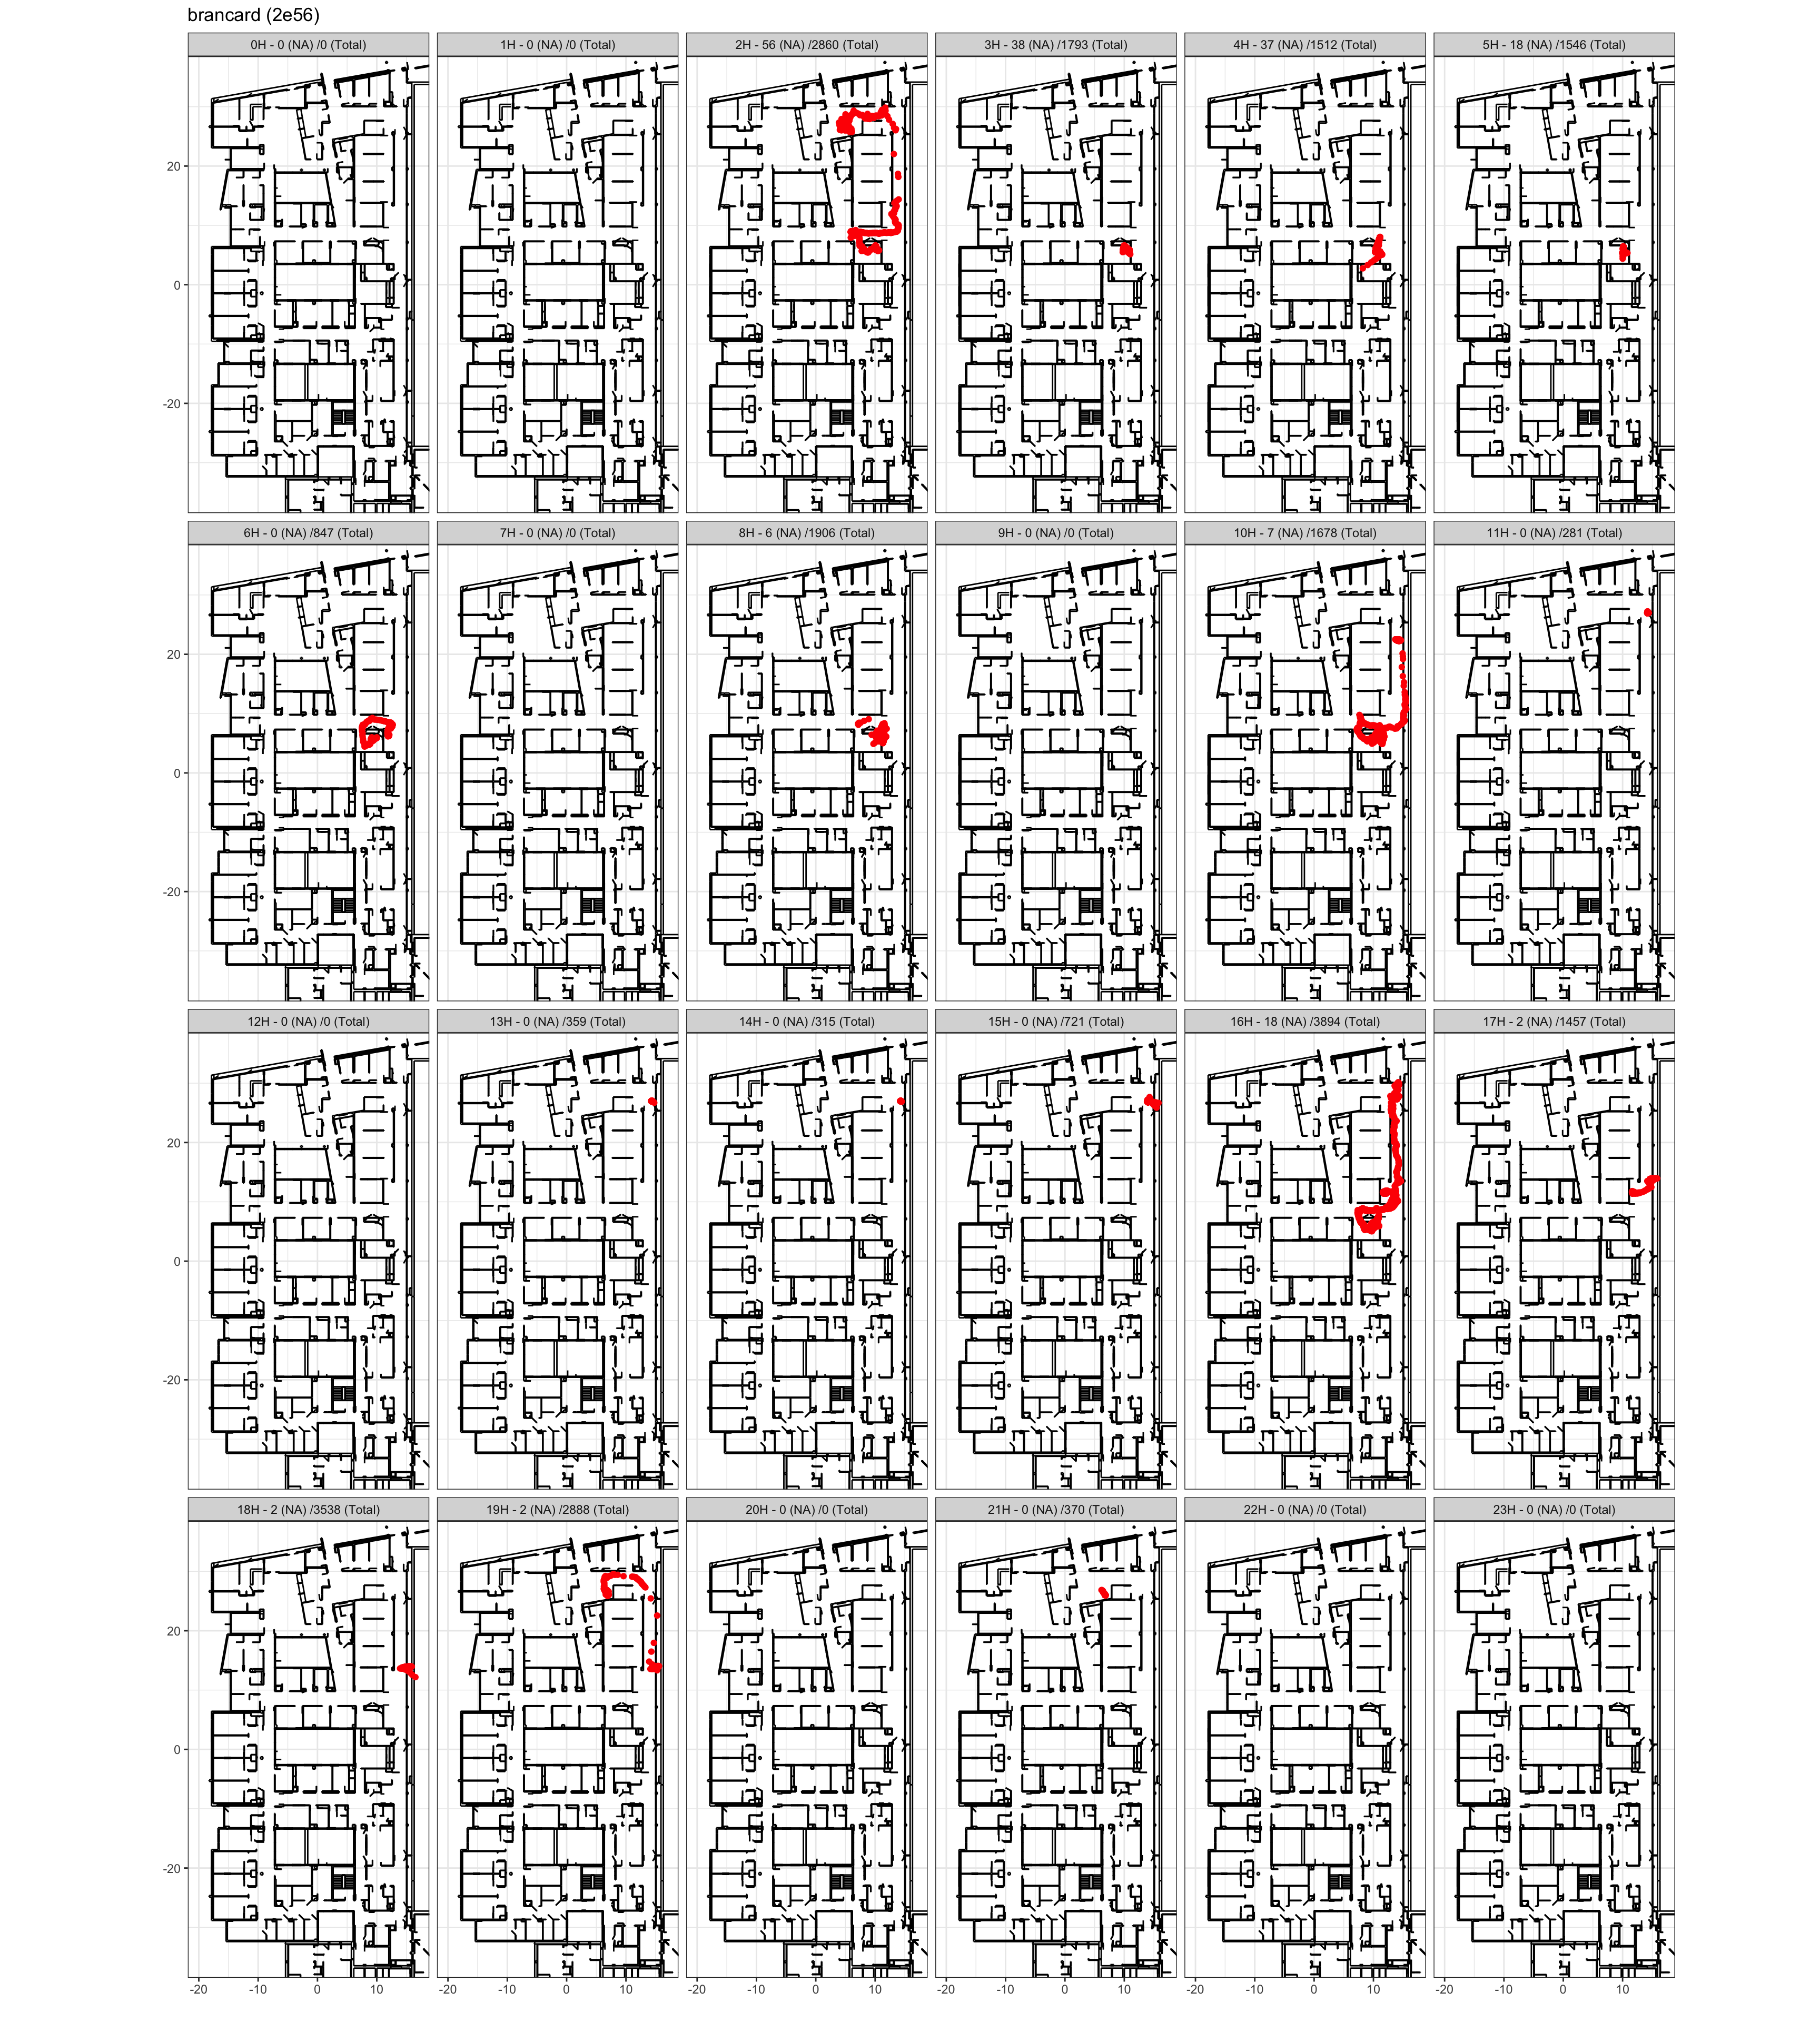 brancard (2e56)
0H - 0 (NA) /0 (Total) 1H - 0 (NA) /0 (Total) 2H - 56 (NA) /2860 (Total) 3H - 38 (NA) /1793 (Total) 4H - 37 (NA) /1512 (Total) 5H - 18 (NA) /1546 (Total)
20
0
-20
6H - 0 (NA) /847 (Total) 7H - 0 (NA) /0 (Total) 8H - 6 (NA) /1906 (Total) 9H - 0 (NA) /0 (Total) 10H - 7 (NA) /1678 (Total) 11H - 0 (NA) /281 (Total)
20
0
-20
12H - 0 (NA) /0 (Total) 13H - 0 (NA) /359 (Total) 14H - 0 (NA) /315 (Total) 15H - 0 (NA) /721 (Total) 16H - 18 (NA) /3894 (Total) 17H - 2 (NA) /1457 (Total)
20
0
-20
18H - 2 (NA) /3538 (Total) 19H - 2 (NA) /2888 (Total) 20H - 0 (NA) /0 (Total) 21H - 0 (NA) /370 (Total) 22H - 0 (NA) /0 (Total) 23H - 0 (NA) /0 (Total)
20
0
-20
-20 -10 0 10 -20 -10 0 10 -20 -10 0 10 -20 -10 0 10 -20 -10 0 10 -20 -10 0 10